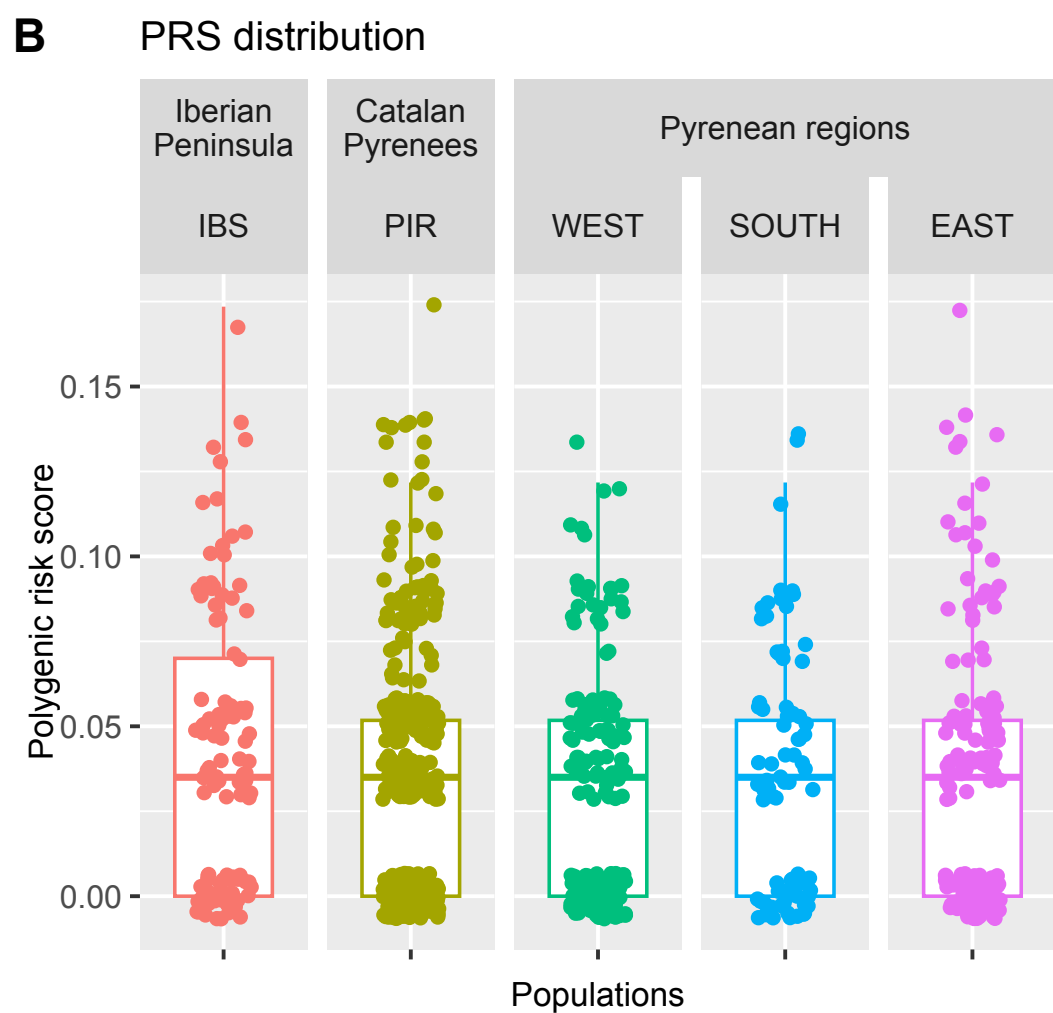 B PRS distribution
Iberian
Peninsula
Catalan
Pyrenees
Pyrenean regions
IBS
PIR
WEST
SOUTH
EAST
Polygenic risk score
0.15
0.10
0.05
0.00
Populations